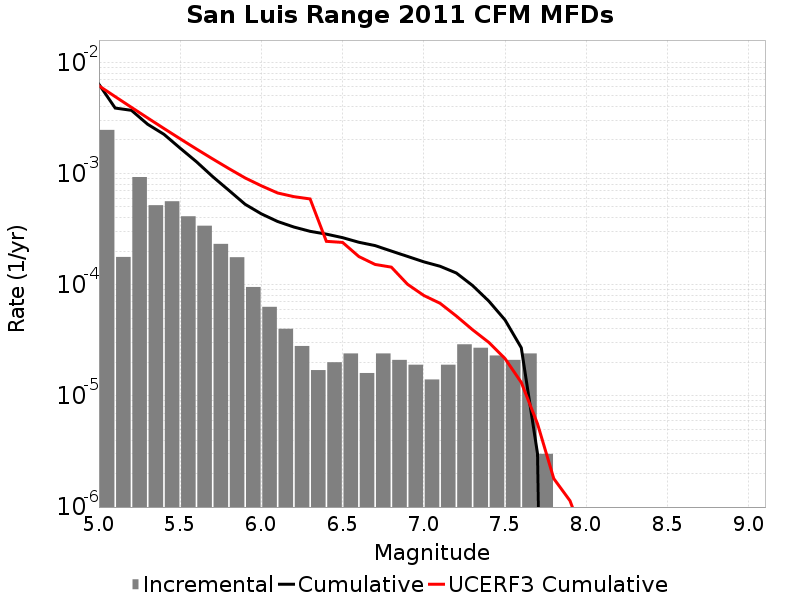 San Luis Range 2011 CFM MFDs
10^-2
10^-3
10^-4
10^-5
10^-6
Rate (1/yr)
5.0 5.5 6.0 6.5 7.0 7.5 8.0 8.5 9.0
Magnitude
Incremental Cumulative UCERF3 Cumulative